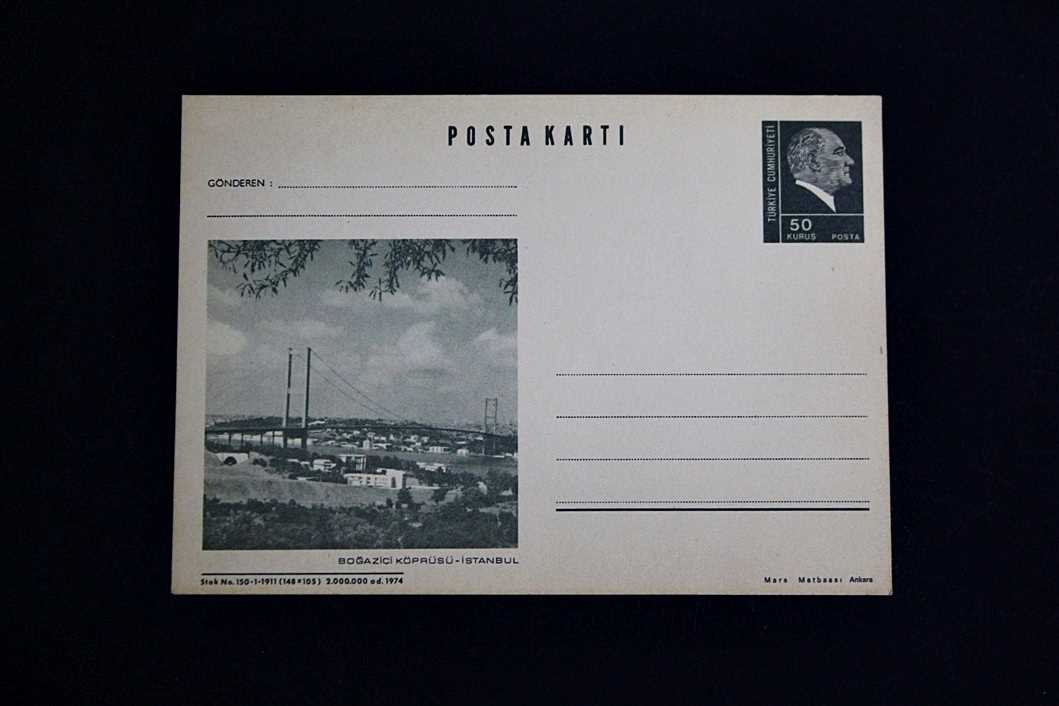 POSTA KARTI
TÜRKİYE CUMHURİYETİ
50
KURUŞ POSTA
GÖNDEREN :
BOĞAZİÇİ KÖPRÜSÜ-İSTANBUL
Stok No. 150-1-1911 (148×105) 2.000.000 ad. 1974
Mars Matbaası Ankara